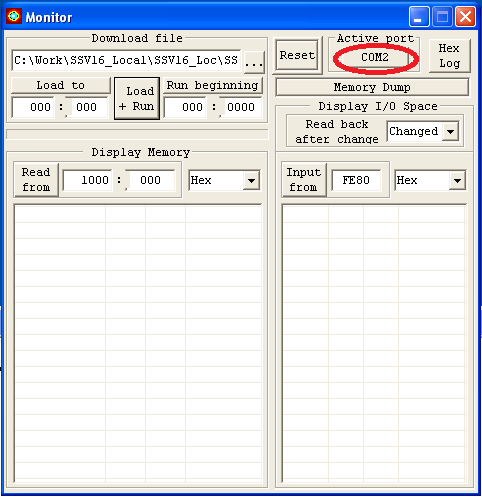 Monitor
Download file
C:\Work\SSV16_Local\SSV16_Loc\SS ...
Load to
000 : 000
Load
+ Run
Run beginning
000 : 0000
Reset
Active port
COM2
Hex
Log
Memory Dump
Display I/O Space
Read back
after change
Changed
Display Memory
Read
from
1000 : 000
Hex
Input
from
FE80
Hex